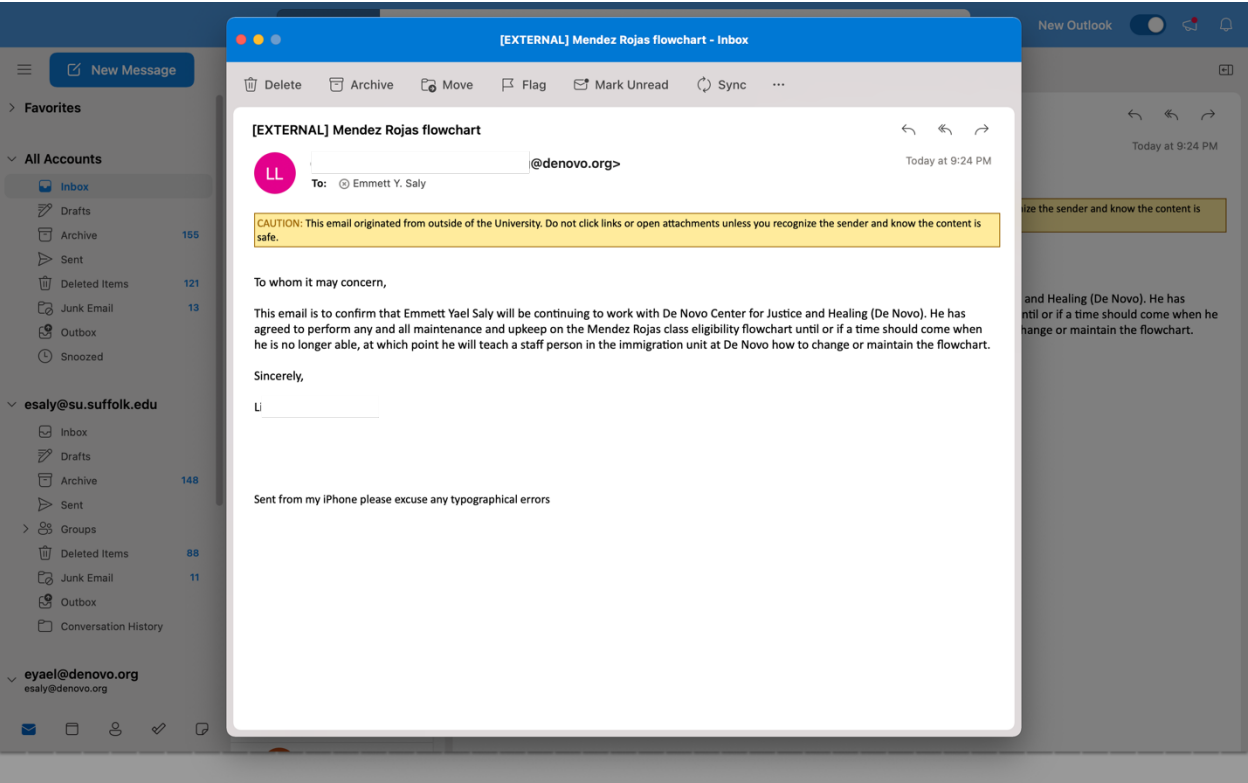 [EXTERNAL] Mendez Rojas flowchart - Inbox
New Outlook
New Message
Delete
Archive
Move
Flag
Mark Unread
Sync
Favorites
All Accounts
Inbox
Drafts
Archive 155
Sent
Deleted Items 121
Junk Email 13
Outbox
Snoozed
esaly@su.suffolk.edu
Inbox
Drafts
Archive 148
Sent
Groups
Deleted Items 88
Junk Email 11
Outbox
Conversation History
eyael@denovo.org
esaly@denovo.org
[EXTERNAL] Mendez Rojas flowchart
LL
@denovo.org>
Today at 9:24 PM
To: Emmett Y. Saly
CAUTION: This email originated from outside of the University. Do not click links or open attachments unless you recognize the sender and know the content is
safe.
To whom it may concern,
This email is to confirm that Emmett Yael Saly will be continuing to work with De Novo Center for Justice and Healing (De Novo). He has
agreed to perform any and all maintenance and upkeep on the Mendez Rojas class eligibility flowchart until or if a time should come when
he is no longer able, at which point he will teach a staff person in the immigration unit at De Novo how to change or maintain the flowchart.
Sincerely,
Li
Sent from my iPhone please excuse any typographical errors
Today at 9:24 PM
ize the sender and know the content is
and Healing (De Novo). He has
ntil or if a time should come when he
hange or maintain the flowchart.